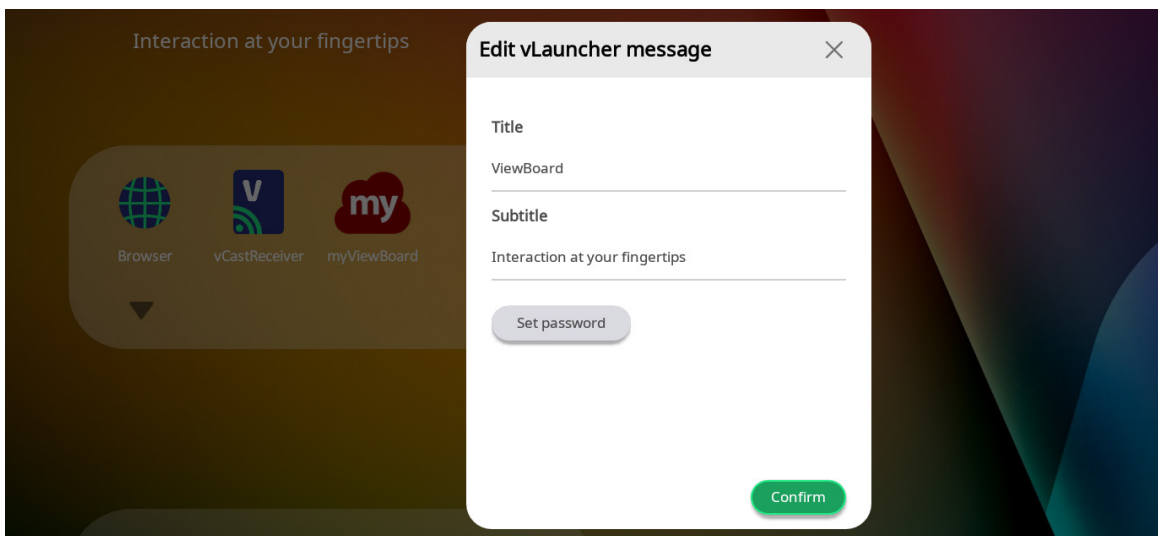 Interaction at your fingertips
Browser
V
vCastReceiver
my
myViewBoard
Edit vLauncher message
Title
ViewBoard
Subtitle
Interaction at your fingertips
Set password
Confirm